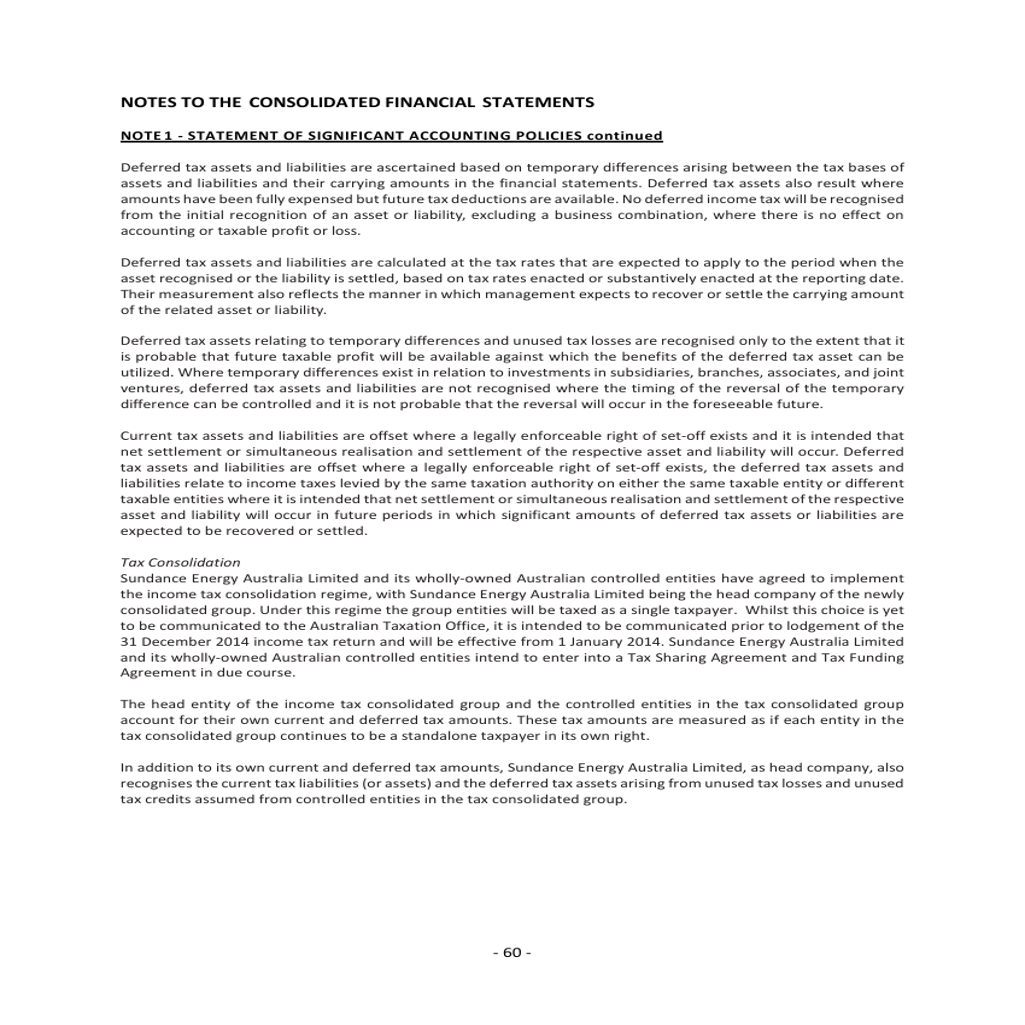 NOTES TO THE CONSOLIDATED FINANCIAL STATEMENTS
NOTE 1 - STATEMENT OF SIGNIFICANT ACCOUNTING POLICIES continued
Deferred tax assets and liabilities are ascertained based on temporary differences arising between the tax bases of
assets and liabilities and their carrying amounts in the financial statements. Deferred tax assets also result where
amounts have been fully expensed but future tax deductions are available. No deferred income tax will be recognised
from the initial recognition of an asset or liability, excluding a business combination, where there is no effect on
accounting or taxable profit or loss.
Deferred tax assets and liabilities are calculated at the tax rates that are expected to apply to the period when the
asset recognised or the liability is settled, based on tax rates enacted or substantively enacted at the reporting date.
Their measurement also reflects the manner in which management expects to recover or settle the carrying amount
of the related asset or liability.
Deferred tax assets relating to temporary differences and unused tax losses are recognised only to the extent that it
is probable that future taxable profit will be available against which the benefits of the deferred tax asset can be
utilized. Where temporary differences exist in relation to investments in subsidiaries, branches, associates, and joint
ventures, deferred tax assets and liabilities are not recognised where the timing of the reversal of the temporary
difference can be controlled and it is not probable that the reversal will occur in the foreseeable future.
Current tax assets and liabilities are offset where a legally enforceable right of set-off exists and it is intended that
net settlement or simultaneous realisation and settlement of the respective asset and liability will occur. Deferred
tax assets and liabilities are offset where a legally enforceable right of set-off exists, the deferred tax assets and
liabilities relate to income taxes levied by the same taxation authority on either the same taxable entity or different
taxable entities where it is intended that net settlement or simultaneous realisation and settlement of the respective
asset and liability will occur in future periods in which significant amounts of deferred tax assets or liabilities are
expected to be recovered or settled.
Tax Consolidation
Sundance Energy Australia Limited and its wholly-owned Australian controlled entities have agreed to implement
the income tax consolidation regime, with Sundance Energy Australia Limited being the head company of the newly
consolidated group. Under this regime the group entities will be taxed as a single taxpayer. Whilst this choice is yet
to be communicated to the Australian Taxation Office, it is intended to be communicated prior to lodgement of the
31 December 2014 income tax return and will be effective from 1 January 2014. Sundance Energy Australia Limited
and its wholly-owned Australian controlled entities intend to enter into a Tax Sharing Agreement and Tax Funding
Agreement in due course.
The head entity of the income tax consolidated group and the controlled entities in the tax consolidated group
account for their own current and deferred tax amounts. These tax amounts are measured as if each entity in the
tax consolidated group continues to be a standalone taxpayer in its own right.
In addition to its own current and deferred tax amounts, Sundance Energy Australia Limited, as head company, also
recognises the current tax liabilities (or assets) and the deferred tax assets arising from unused tax losses and unused
tax credits assumed from controlled entities in the tax consolidated group.
- 60 -